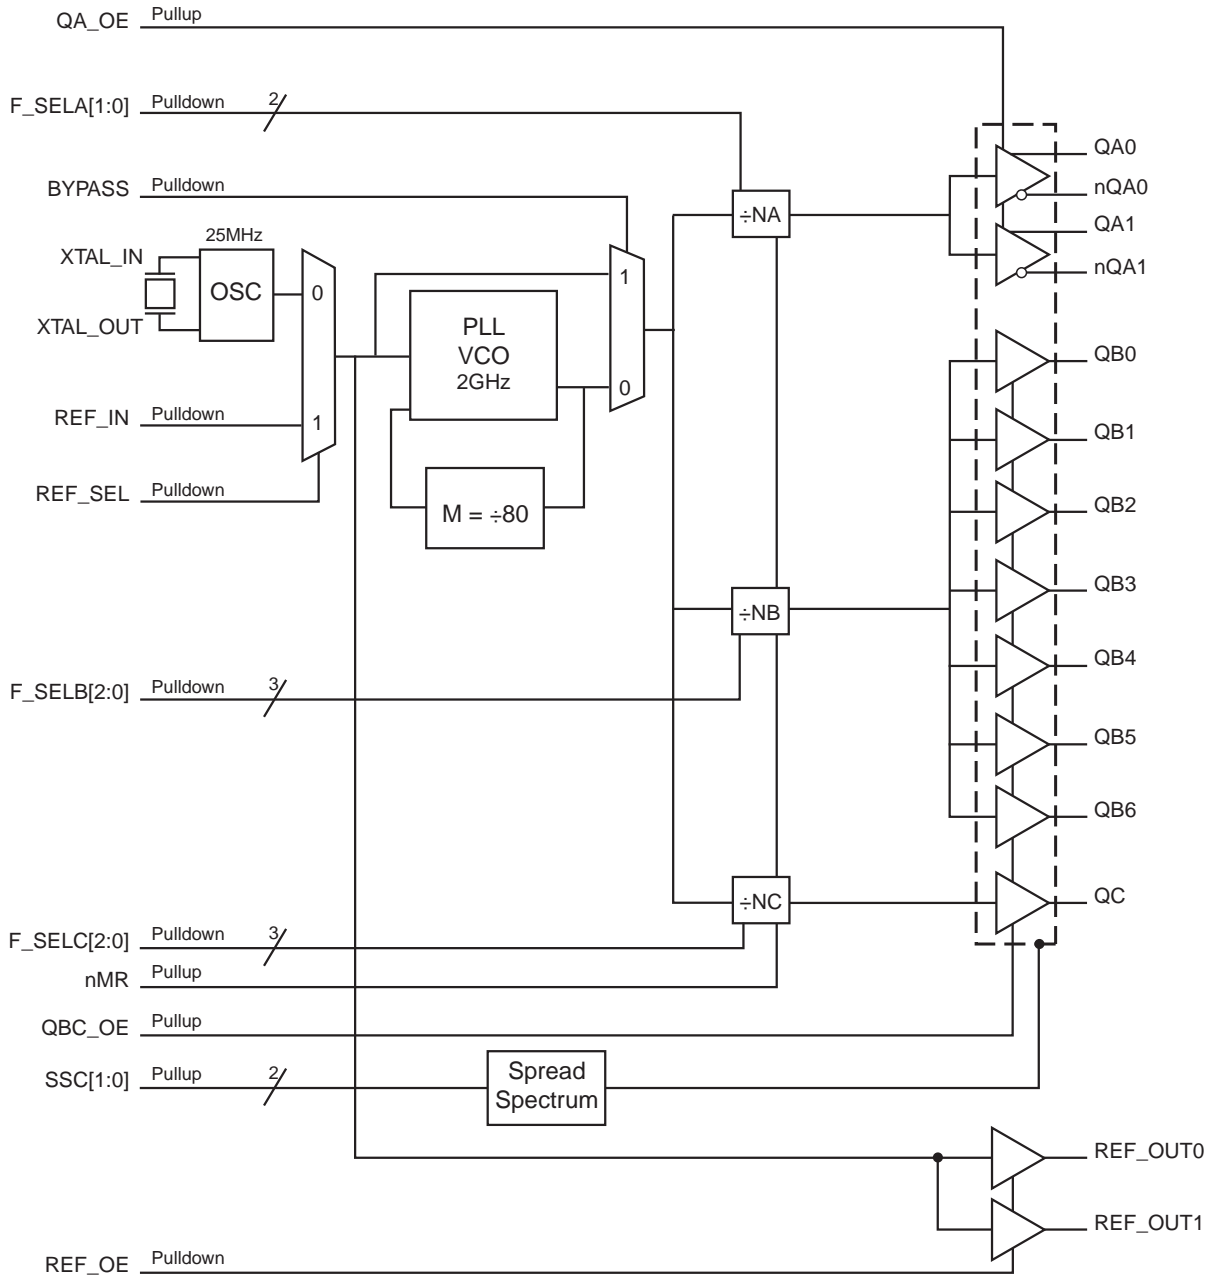 QA_OE Pullup
F_SELA[1:0] Pulldown 2
BYPASS Pulldown
25MHz
XTAL_IN
OSC
XTAL_OUT
0
1
REF_IN Pulldown
REF_SEL Pulldown
PLL
VCO
2GHz
M = ÷80
1
0
÷NA
÷NB
÷NC
F_SELB[2:0] Pulldown 3
F_SELC[2:0] Pulldown 3
nMR Pullup
QBC_OE Pullup
SSC[1:0] Pullup 2
Spread
Spectrum
REF_OE Pulldown
QA0
nQA0
QA1
nQA1
QB0
QB1
QB2
QB3
QB4
QB5
QB6
QC
REF_OUT0
REF_OUT1